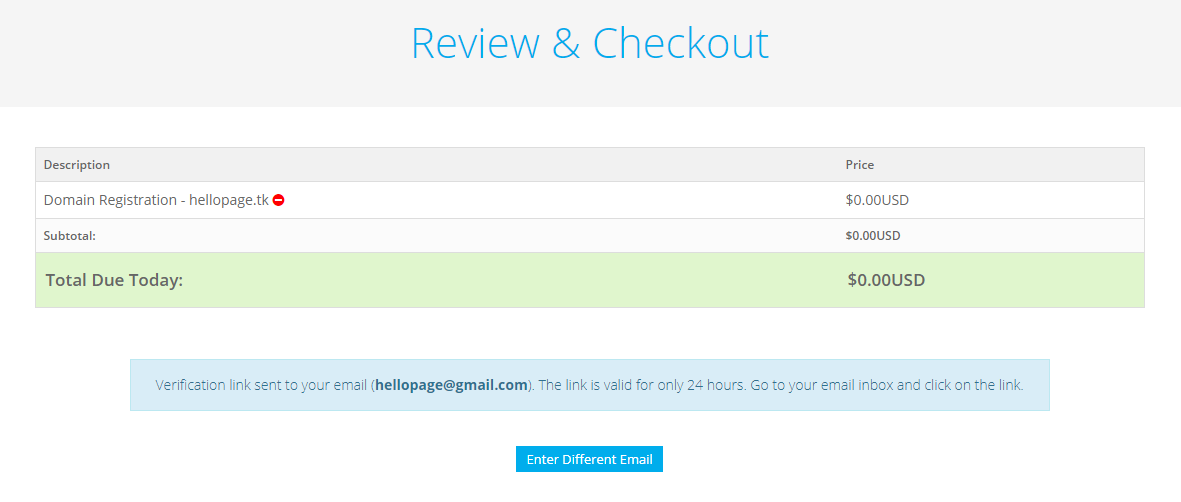 Review & Checkout
Description Price
Domain Registration - hellopage.tk $0.00USD
Subtotal: $0.00USD
Total Due Today: $0.00USD
Verification link sent to your email (hellopage@gmail.com). The link is valid for only 24 hours. Go to your email inbox and click on the link.
Enter Different Email